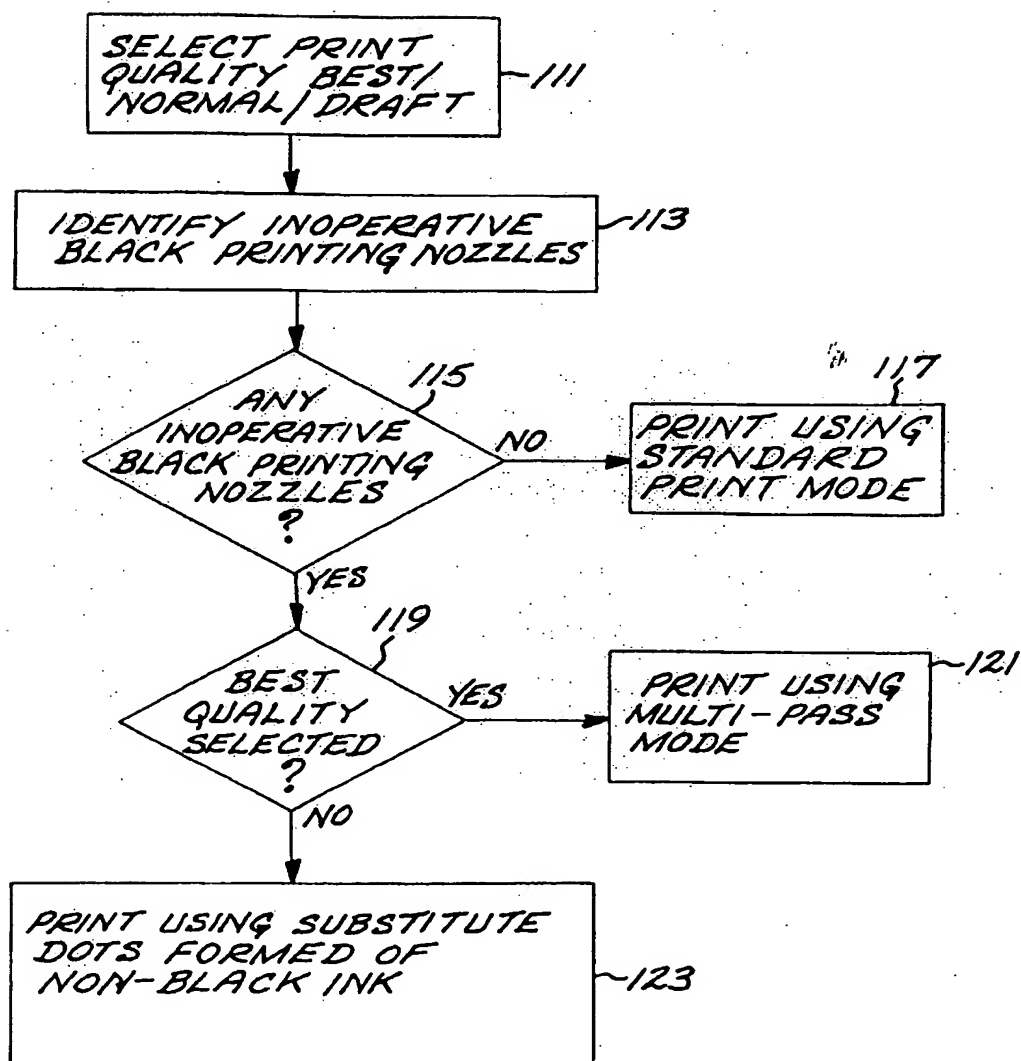 SELECT PRINT
QUALITY BEST/
NORMAL/DRAFT
111
IDENTIFY INOPERATIVE
BLACK PRINTING NOZZLES
113
115
ANY
INOPERATIVE
BLACK PRINTING
NOZZLES
?
NO
117
PRINT USING
STANDARD
PRINT MODE
YES
119
BEST
QUALITY
SELECTED
?
YES
121
PRINT USING
MULTI-PASS
MODE
NO
PRINT USING SUBSTITUTE
DOTS FORMED OF
NON-BLACK INK
123